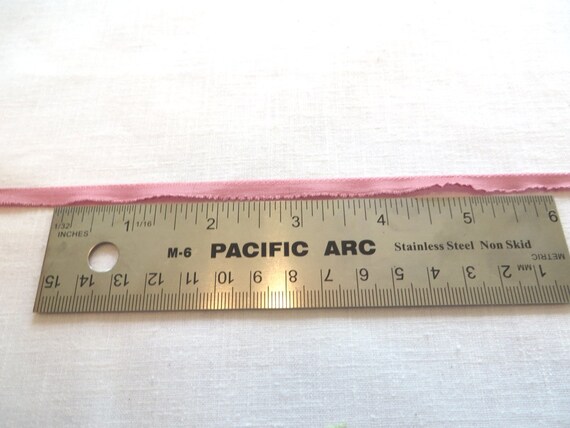 1 1/16 2 3 4 5 6
1/32
INCHES
M-6 PACIFIC ARC Stainless Steel Non Skid
METRIC
MM
15 14 13 12 11 10 9 8 7 6 5 4 3 2 1